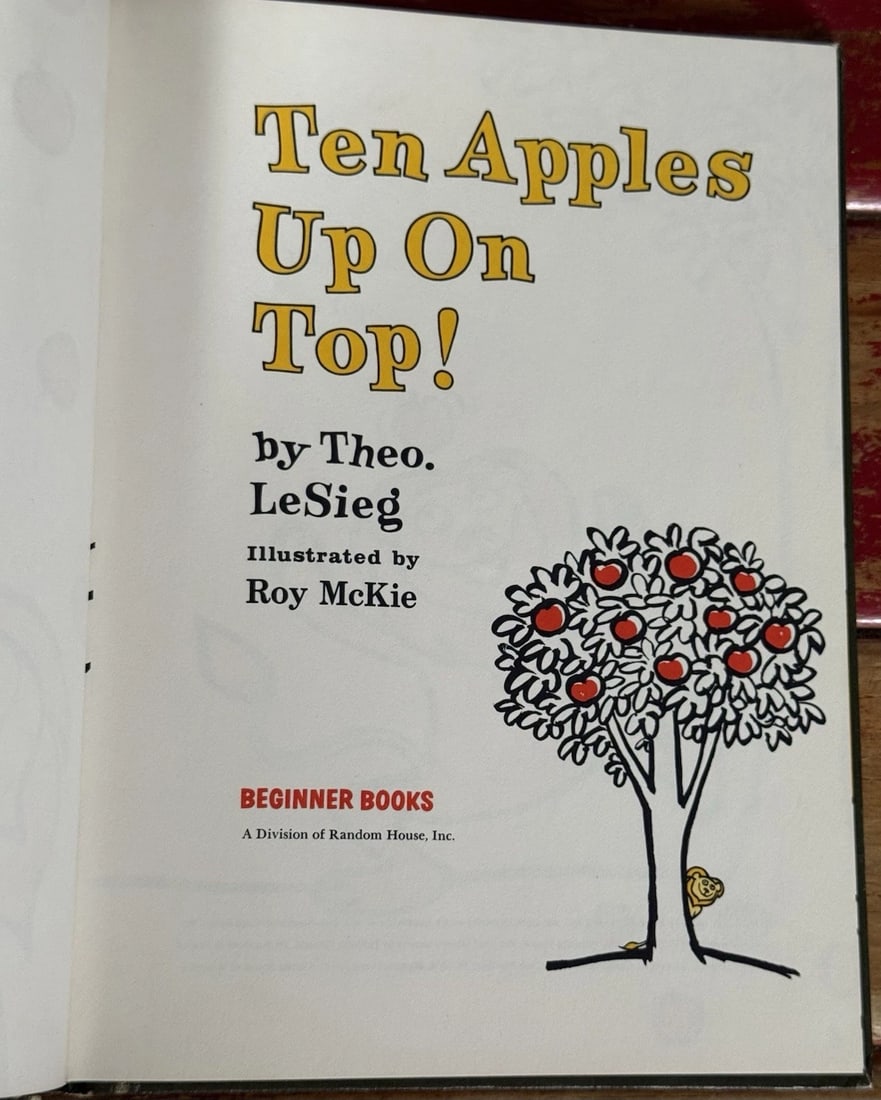 Ten Apples
Up On
Top!
by Theo.
LeSieg
Illustrated by
Roy McKie
BEGINNER BOOKS
A Division of Random House, Inc.